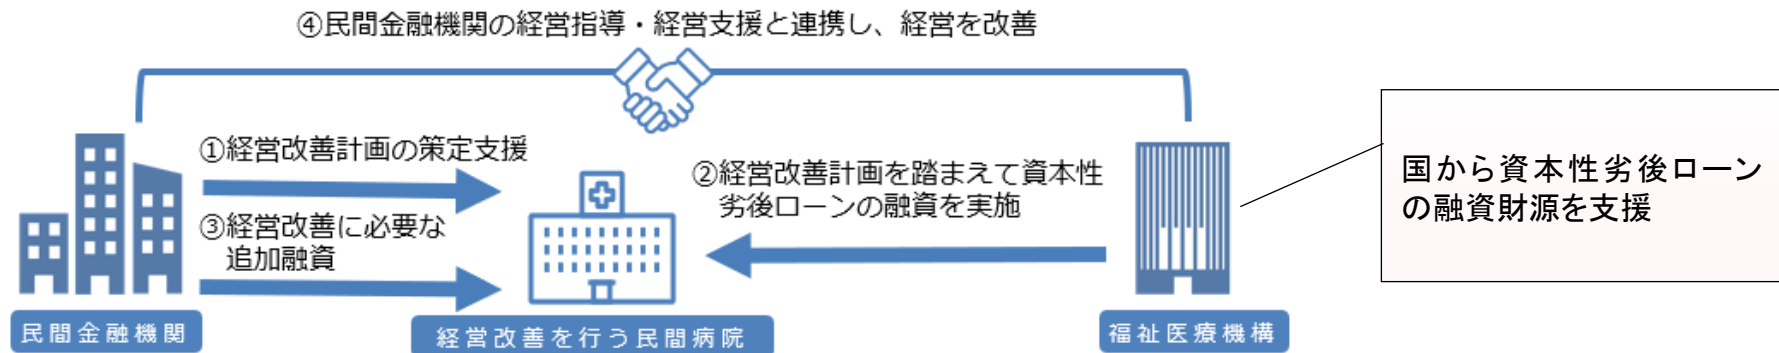 ④民間金融機関の経営指導・経営支援と連携し、経営を改善
①経営改善計画の策定支援
③経営改善に必要な
追加融資
②経営改善計画を踏まえて資本性
劣後ローンの融資を実施
国から資本性劣後ローン
の融資財源を支援
民間金融機関
経営改善を行う民間病院
福祉医療機構